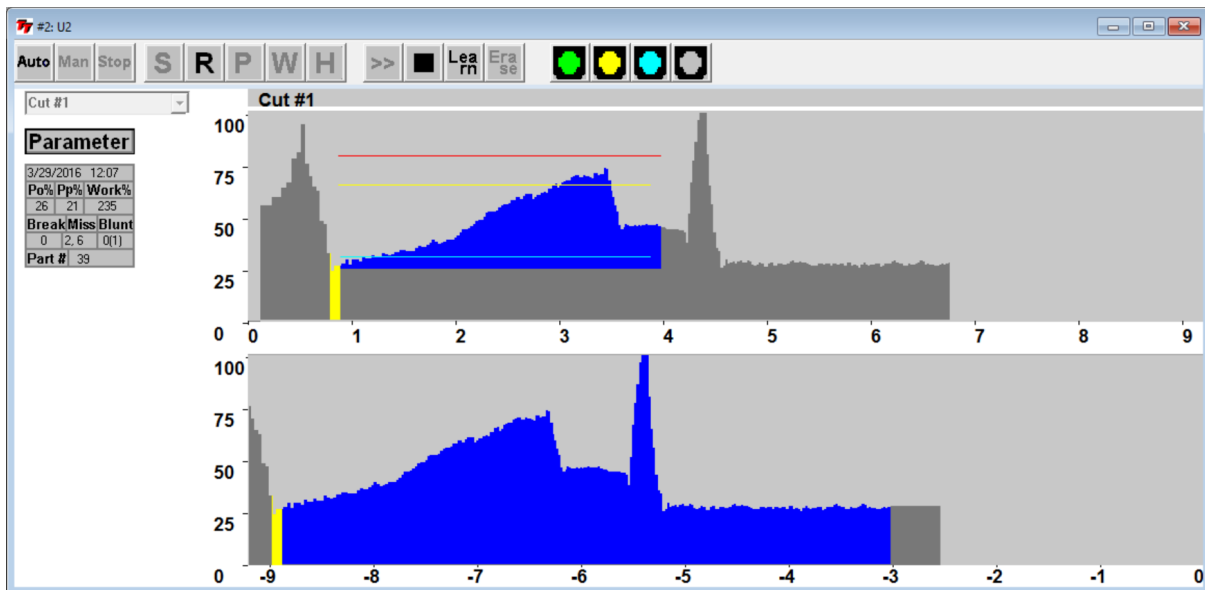 #2: U2
Auto Man Stop S R P W H >> Lea rn Era se
Cut #1
Cut #1
Parameter
3/29/2016 12:07
Po% Pp% Work%
26 21 235
Break Miss Blunt
0 2, 6 0(1)
Part # 39
100
75
50
25
0
0 1 2 3 4 5 6 7 8 9
100
75
50
25
0
-9 -8 -7 -6 -5 -4 -3 -2 -1 0